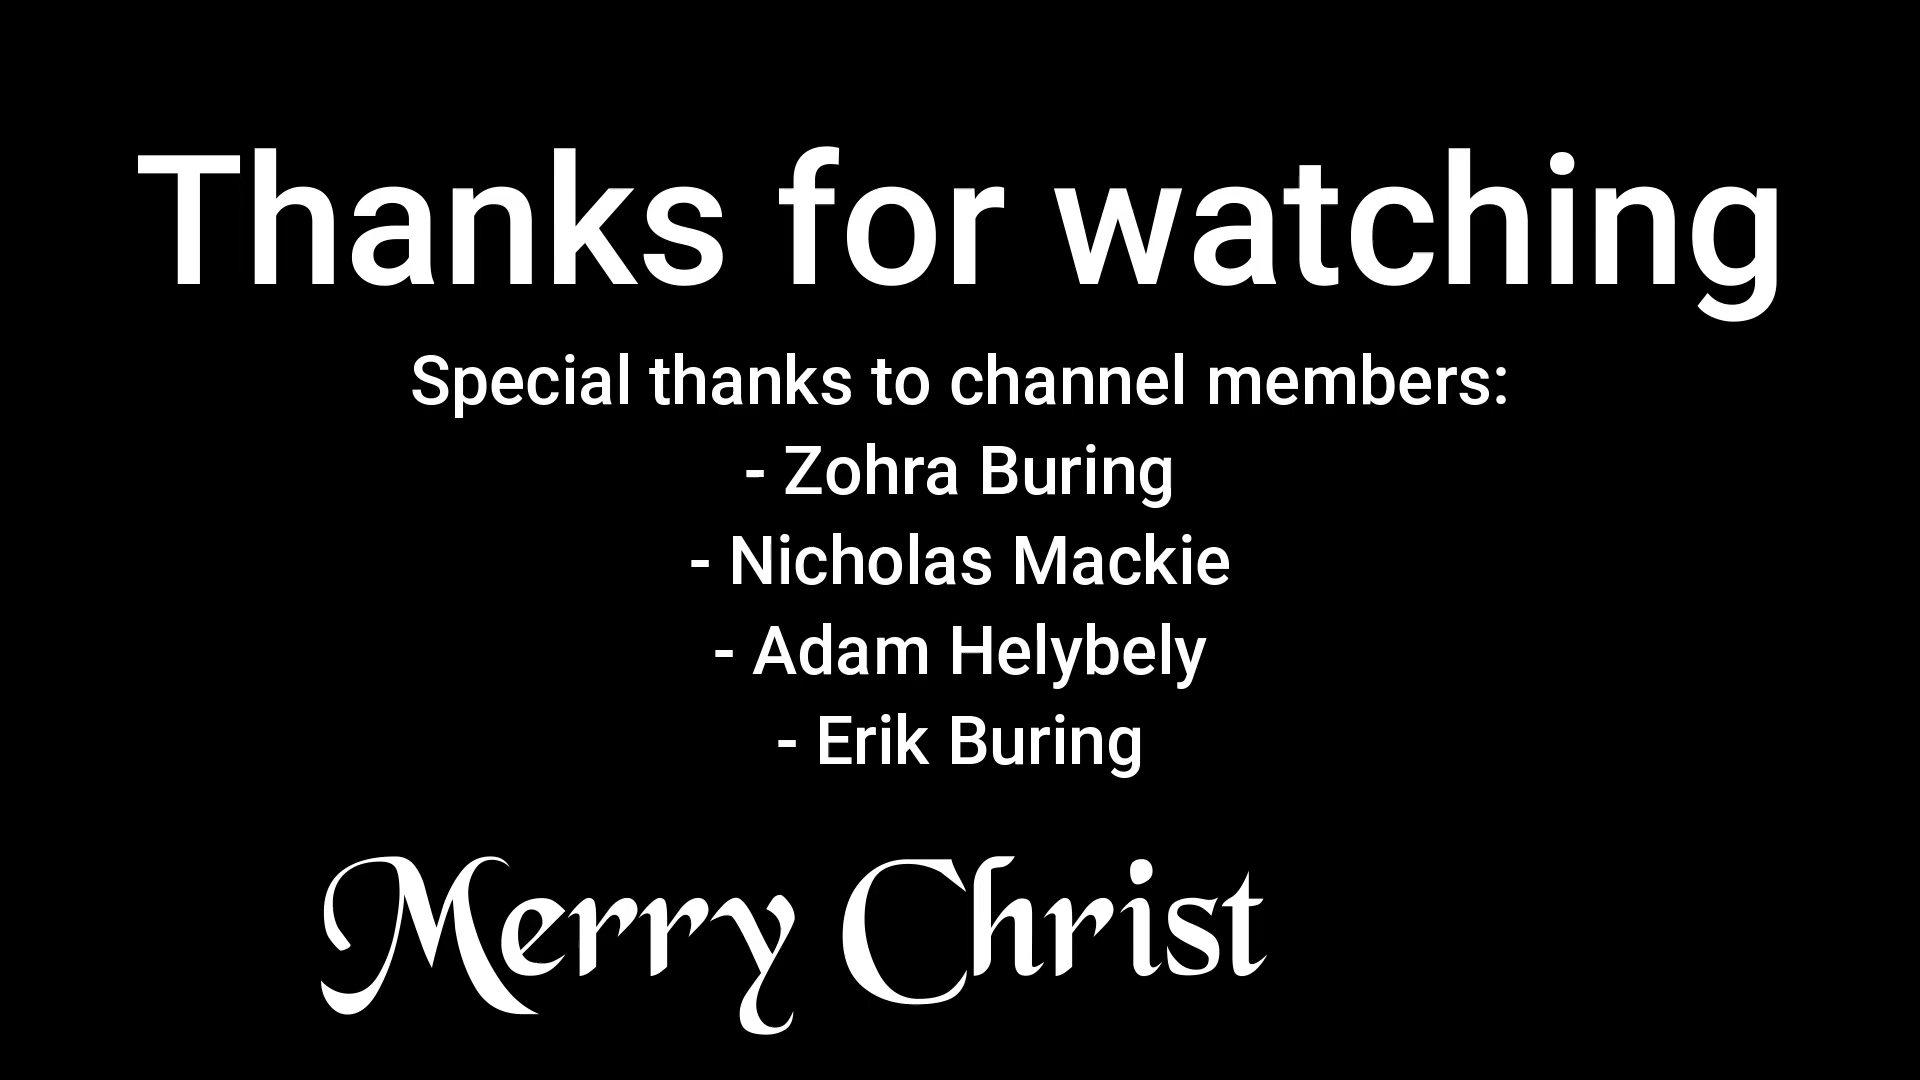 Thanks for watching
Special thanks to channel members:
- Zohra Buring
- Nicholas Mackie
- Adam Helybely
- Erik Buring
Merry Christ